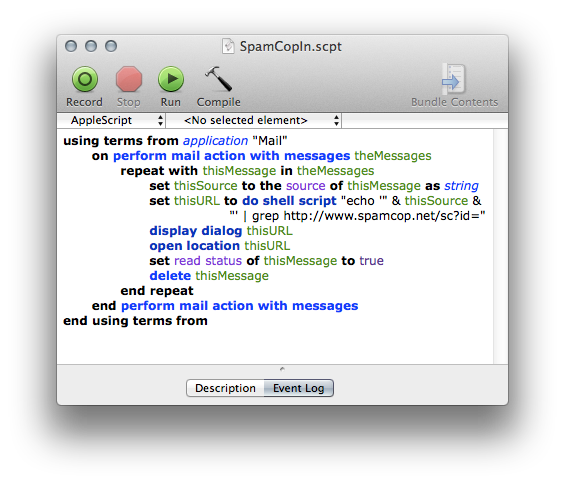 SpamCopIn.scpt
Record Stop Run Compile Bundle Contents
AppleScript <No selected element>
using terms from application "Mail"
on perform mail action with messages theMessages
repeat with thisMessage in theMessages
set thisSource to the source of thisMessage as string
set thisURL to do shell script "echo '" & thisSource &
"' | grep http://www.spamcop.net/sc?id="
display dialog thisURL
open location thisURL
set read status of thisMessage to true
delete thisMessage
end repeat
end perform mail action with messages
end using terms from
Description Event Log